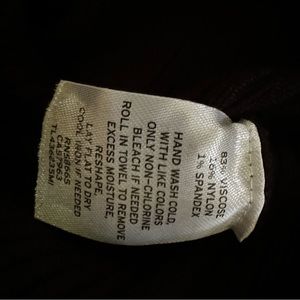 83% VISCOSE
16% NYLON
1% SPANDEX
HAND WASH COLD,
WITH LIKE COLORS
ONLY NON-CHLORINE
BLEACH IF NEEDED
ROLL IN TOWEL TO REMOVE
EXCESS MOISTURE,
RESHAPE,
LAY FLAT TO DRY
COOL IRON IF NEEDED
CA57963